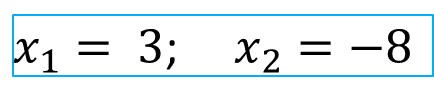 x₁ = 3; x₂ = −8